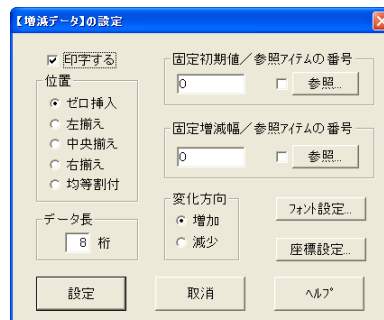 【増減データ】の設定
印字する
位置
ゼロ挿入
左揃え
中央揃え
右揃え
均等割付
データ長
8 桁
固定初期値／参照アイテムの番号
0 参照...
固定増減幅／参照ｱｲﾃﾑの番号
0 参照...
変化方向
増加
減少
ﾌｫﾝﾄ設定...
座標設定...
設定 取消 ﾍﾙﾌﾟ